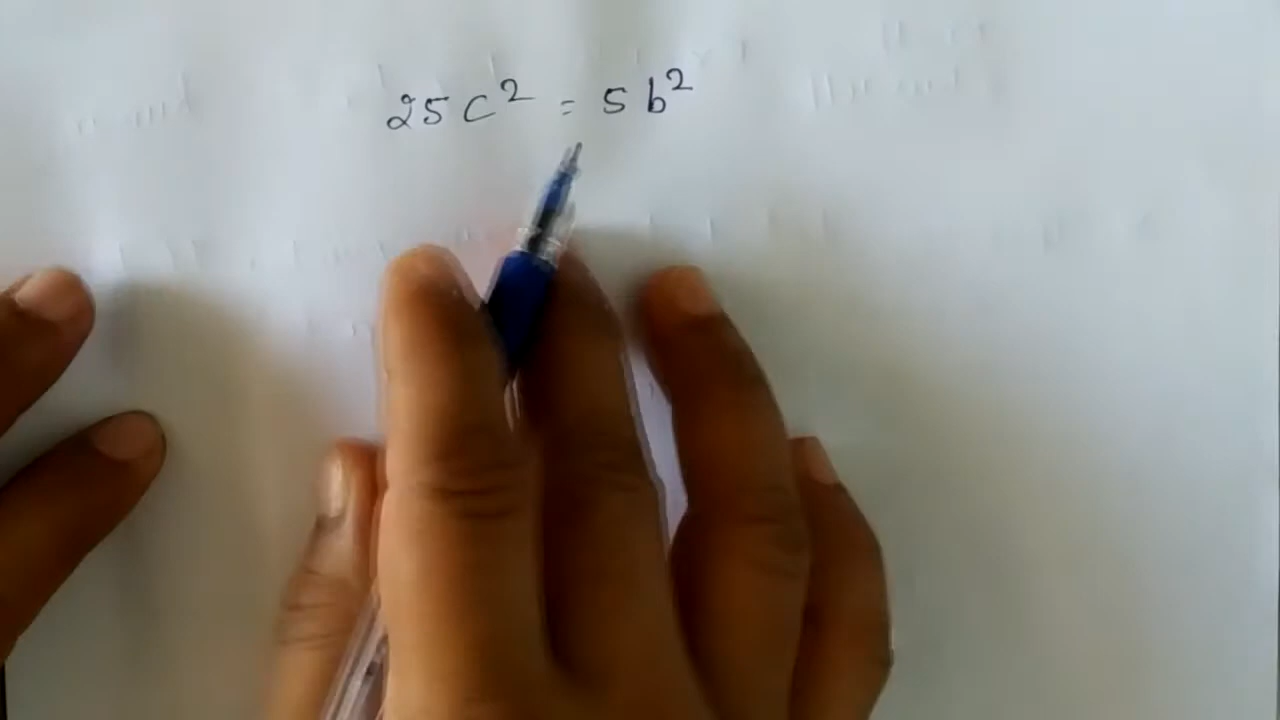 25c² = 5b²